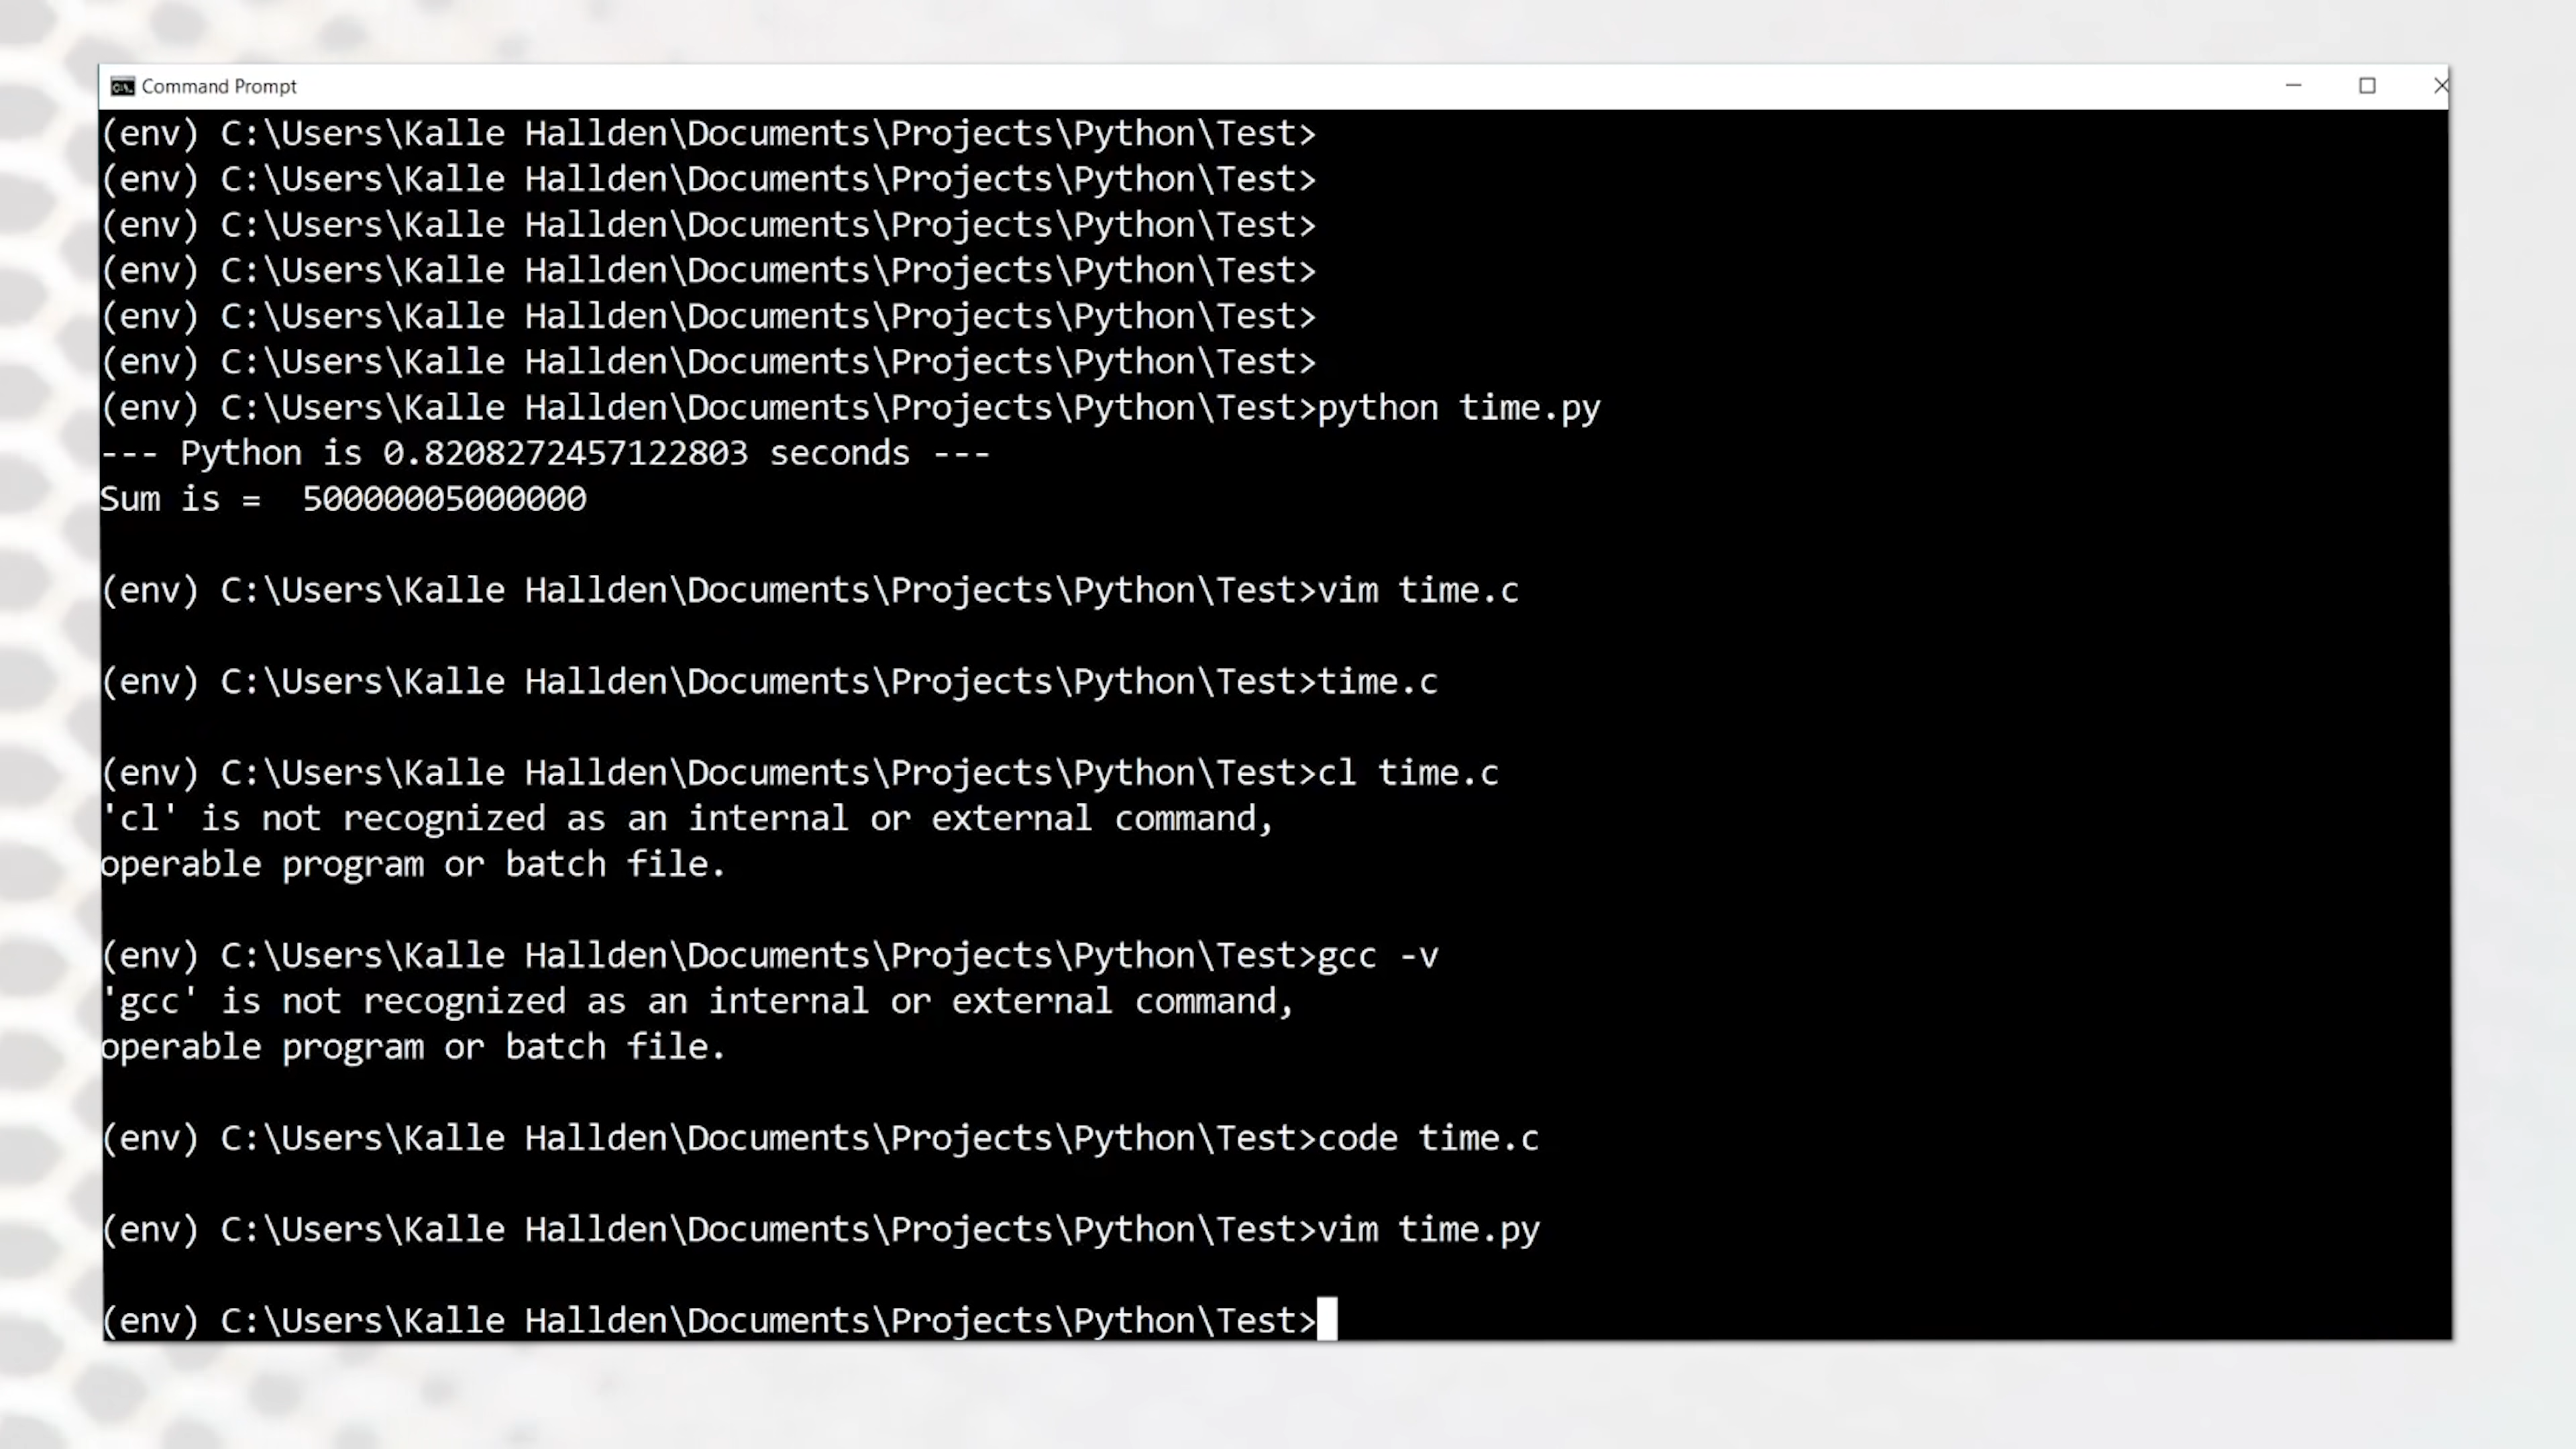 Command Prompt
(env) C:\Users\Kalle Hallden\Documents\Projects\Python\Test>
(env) C:\Users\Kalle Hallden\Documents\Projects\Python\Test>
(env) C:\Users\Kalle Hallden\Documents\Projects\Python\Test>
(env) C:\Users\Kalle Hallden\Documents\Projects\Python\Test>
(env) C:\Users\Kalle Hallden\Documents\Projects\Python\Test>
(env) C:\Users\Kalle Hallden\Documents\Projects\Python\Test>
(env) C:\Users\Kalle Hallden\Documents\Projects\Python\Test>python time.py
--- Python is 0.8208272457122803 seconds ---
Sum is =  50000005000000
(env) C:\Users\Kalle Hallden\Documents\Projects\Python\Test>vim time.c
(env) C:\Users\Kalle Hallden\Documents\Projects\Python\Test>time.c
(env) C:\Users\Kalle Hallden\Documents\Projects\Python\Test>cl time.c
'cl' is not recognized as an internal or external command,
operable program or batch file.
(env) C:\Users\Kalle Hallden\Documents\Projects\Python\Test>gcc -v
'gcc' is not recognized as an internal or external command,
operable program or batch file.
(env) C:\Users\Kalle Hallden\Documents\Projects\Python\Test>code time.c
(env) C:\Users\Kalle Hallden\Documents\Projects\Python\Test>vim time.py
(env) C:\Users\Kalle Hallden\Documents\Projects\Python\Test>